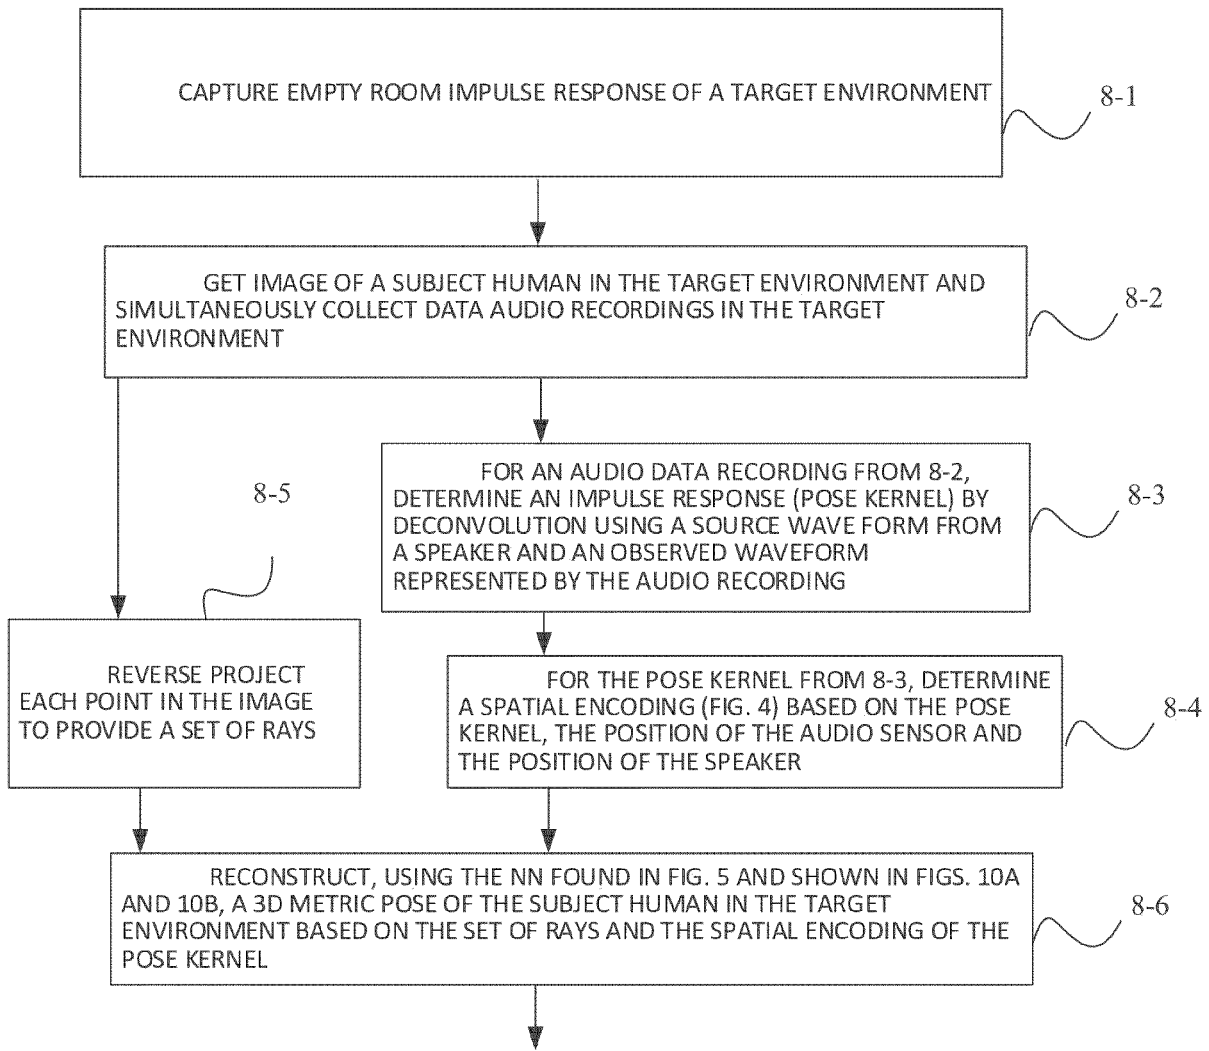 CAPTURE EMPTY ROOM IMPULSE RESPONSE OF A TARGET ENVIRONMENT
8-1
GET IMAGE OF A SUBJECT HUMAN IN THE TARGET ENVIRONMENT AND
SIMULTANEOUSLY COLLECT DATA AUDIO RECORDINGS IN THE TARGET
ENVIRONMENT
8-2
FOR AN AUDIO DATA RECORDING FROM 8-2,
DETERMINE AN IMPULSE RESPONSE (POSE KERNEL) BY
DECONVOLUTION USING A SOURCE WAVE FORM FROM
A SPEAKER AND AN OBSERVED WAVEFORM
REPRESENTED BY THE AUDIO RECORDING
8-3
8-5
REVERSE PROJECT
EACH POINT IN THE IMAGE
TO PROVIDE A SET OF RAYS
FOR THE POSE KERNEL FROM 8-3, DETERMINE
A SPATIAL ENCODING (FIG. 4) BASED ON THE POSE
KERNEL, THE POSITION OF THE AUDIO SENSOR AND
THE POSITION OF THE SPEAKER
8-4
RECONSTRUCT, USING THE NN FOUND IN FIG. 5 AND SHOWN IN FIGS. 10A
AND 10B, A 3D METRIC POSE OF THE SUBJECT HUMAN IN THE TARGET
ENVIRONMENT BASED ON THE SET OF RAYS AND THE SPATIAL ENCODING OF THE
POSE KERNEL
8-6